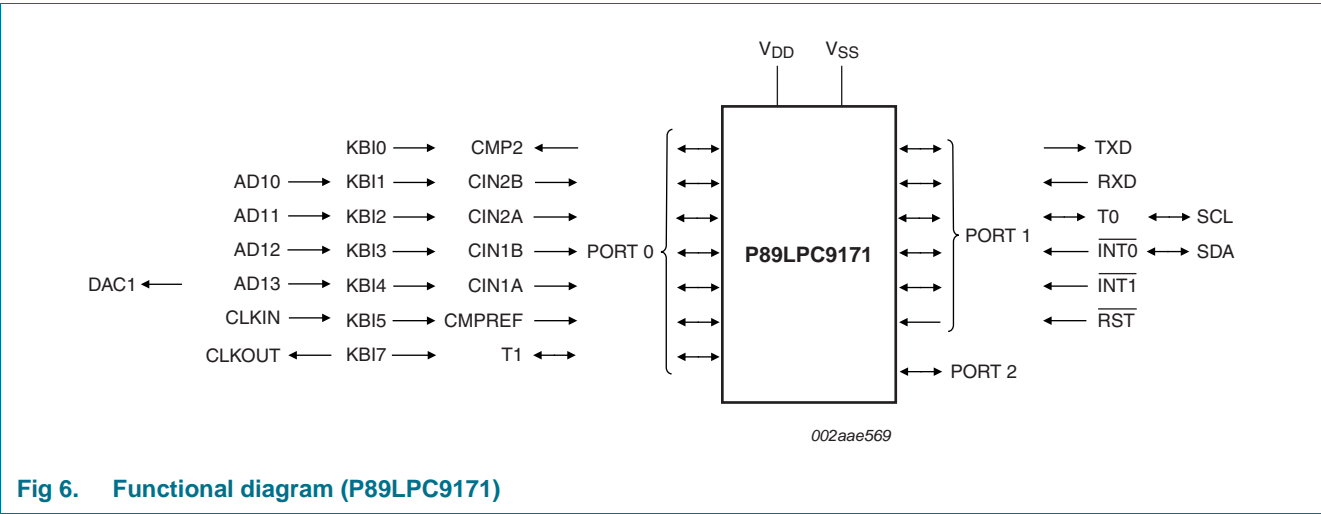 VDD VSS
KBI0 CMP2 TXD
AD10 KBI1 CIN2B RXD
AD11 KBI2 CIN2A T0 SCL
PORT 1
AD12 KBI3 CIN1B PORT 0 P89LPC9171 INT0 SDA
DAC1 AD13 KBI4 CIN1A INT1
CLKIN KBI5 CMPREF RST
CLKOUT KBI7 T1
PORT 2
002aae569
Fig 6. Functional diagram (P89LPC9171)